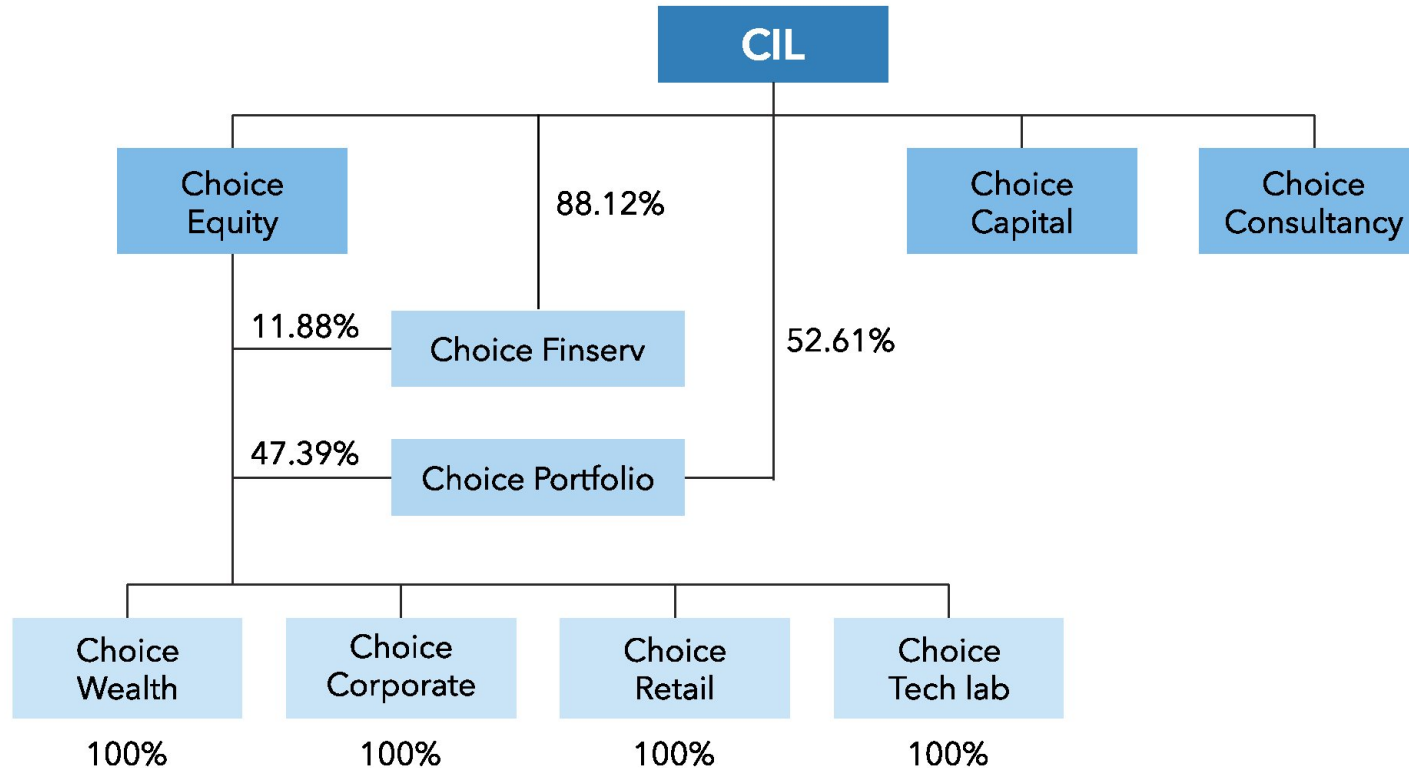 CIL
Choice
Equity
88.12%
Choice
Capital
Choice
Consultancy
11.88%
Choice Finserv
52.61%
47.39%
Choice Portfolio
Choice
Wealth
Choice
Corporate
Choice
Retail
Choice
Tech lab
100%
100%
100%
100%